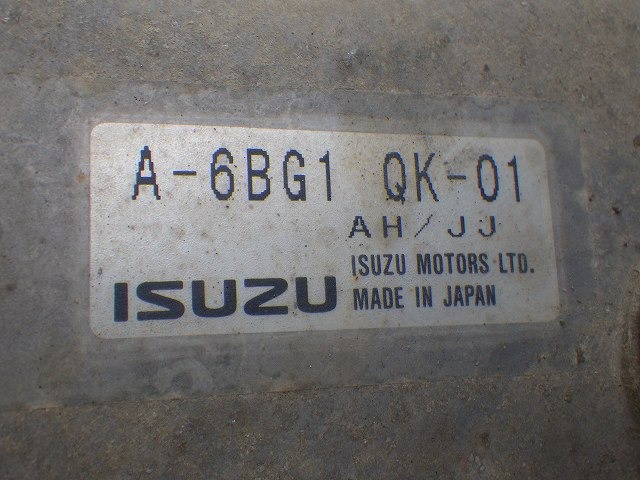 A-6BG1 QK-01
AH/JJ
ISUZU MOTORS LTD.
ISUZU MADE IN JAPAN